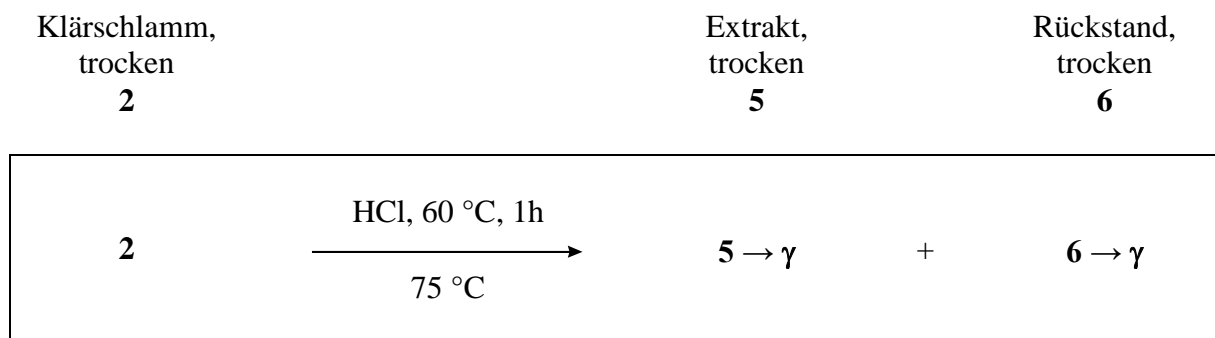 Klärschlamm, Extrakt, Rückstand,
trocken trocken trocken
2 5 6
HCl, 60 °C, 1h
2 5 → γ + 6 → γ
75 °C